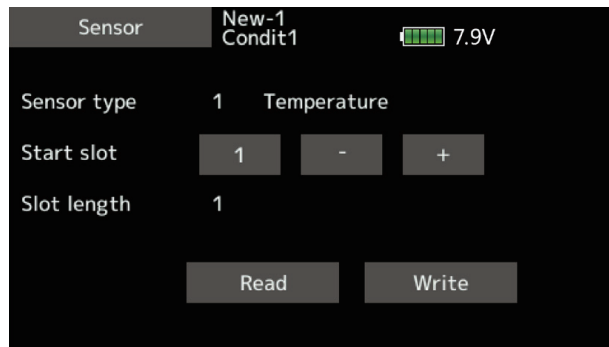 Sensor
New-1
Condit1
7.9V
Sensor type 1 Temperature
Start slot 1 - +
Slot length 1
Read Write